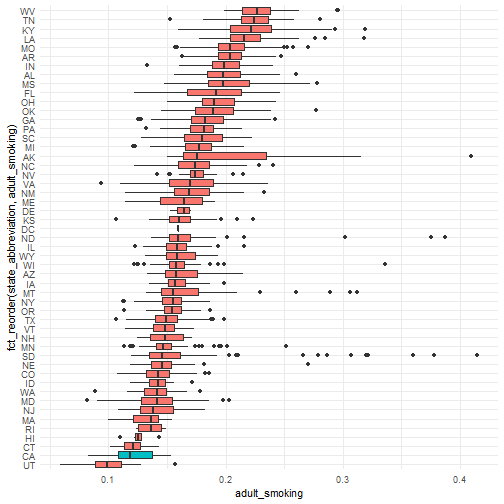 WV
TN
KY
LA
MO
AR
IN
AL
MS
FL
OH
OK
GA
PA
SC
MI
AK
NC
NV
VA
NM
ME
DE
KS
DC
ND
IL
WY
WI
AZ
IA
MT
NY
OR
TX
VT
NH
MN
SD
NE
CO
ID
WA
MD
NJ
MA
RI
HI
CT
CA
UT
fct_reorder(state_abbreviation, adult_smoking)
0.1 0.2 0.3 0.4
adult_smoking